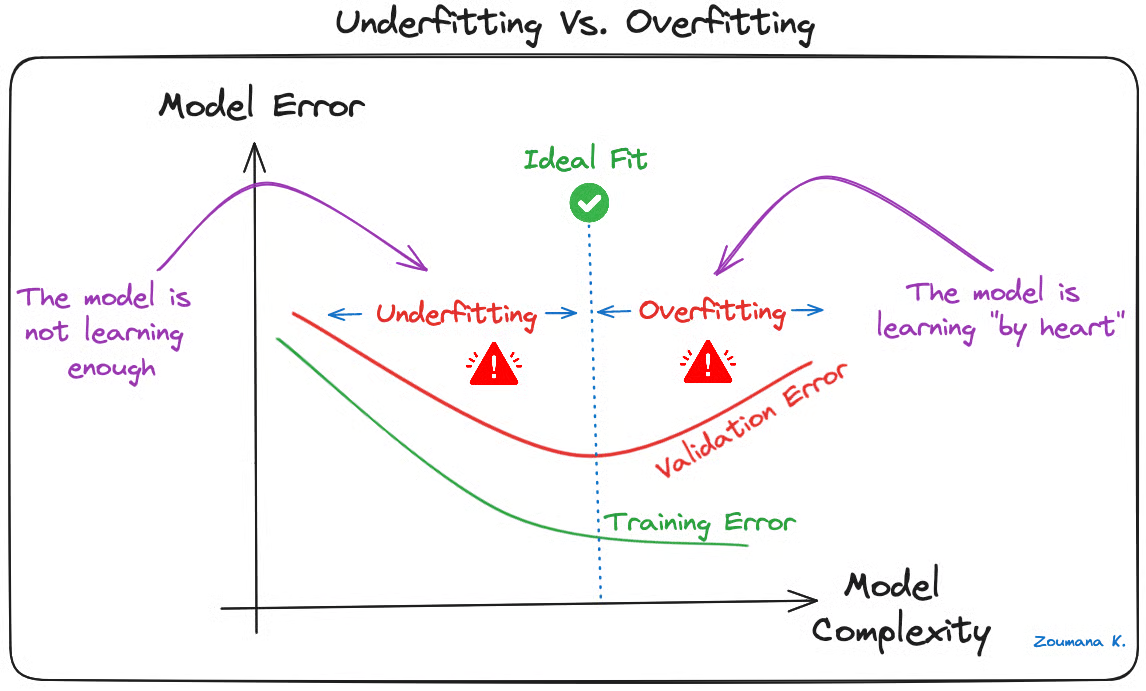 Underfitting Vs. Overfitting
Model Error
Ideal Fit
The model is
not learning
enough
Underfitting
Overfitting
The model is
learning "by heart"
Validation Error
Training Error
Model
Complexity
Zoumana K.